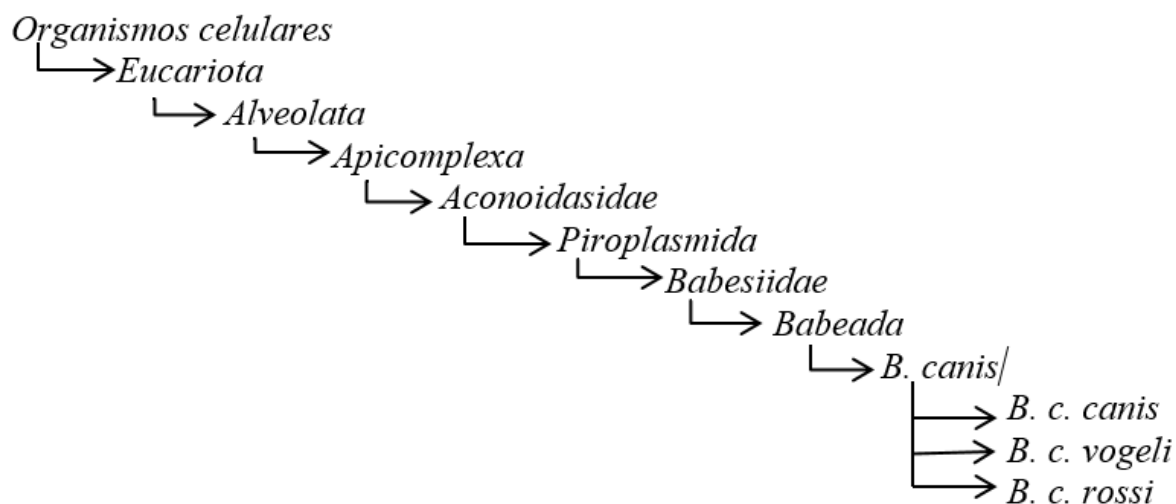 Organismos celulares
Eucariota
Alveolata
Apicomplexa
Aconoidasidae
Piroplasmida
Babesiidae
Babeada
B. canis/
B. c. canis
B. c. vogeli
B. c. rossi